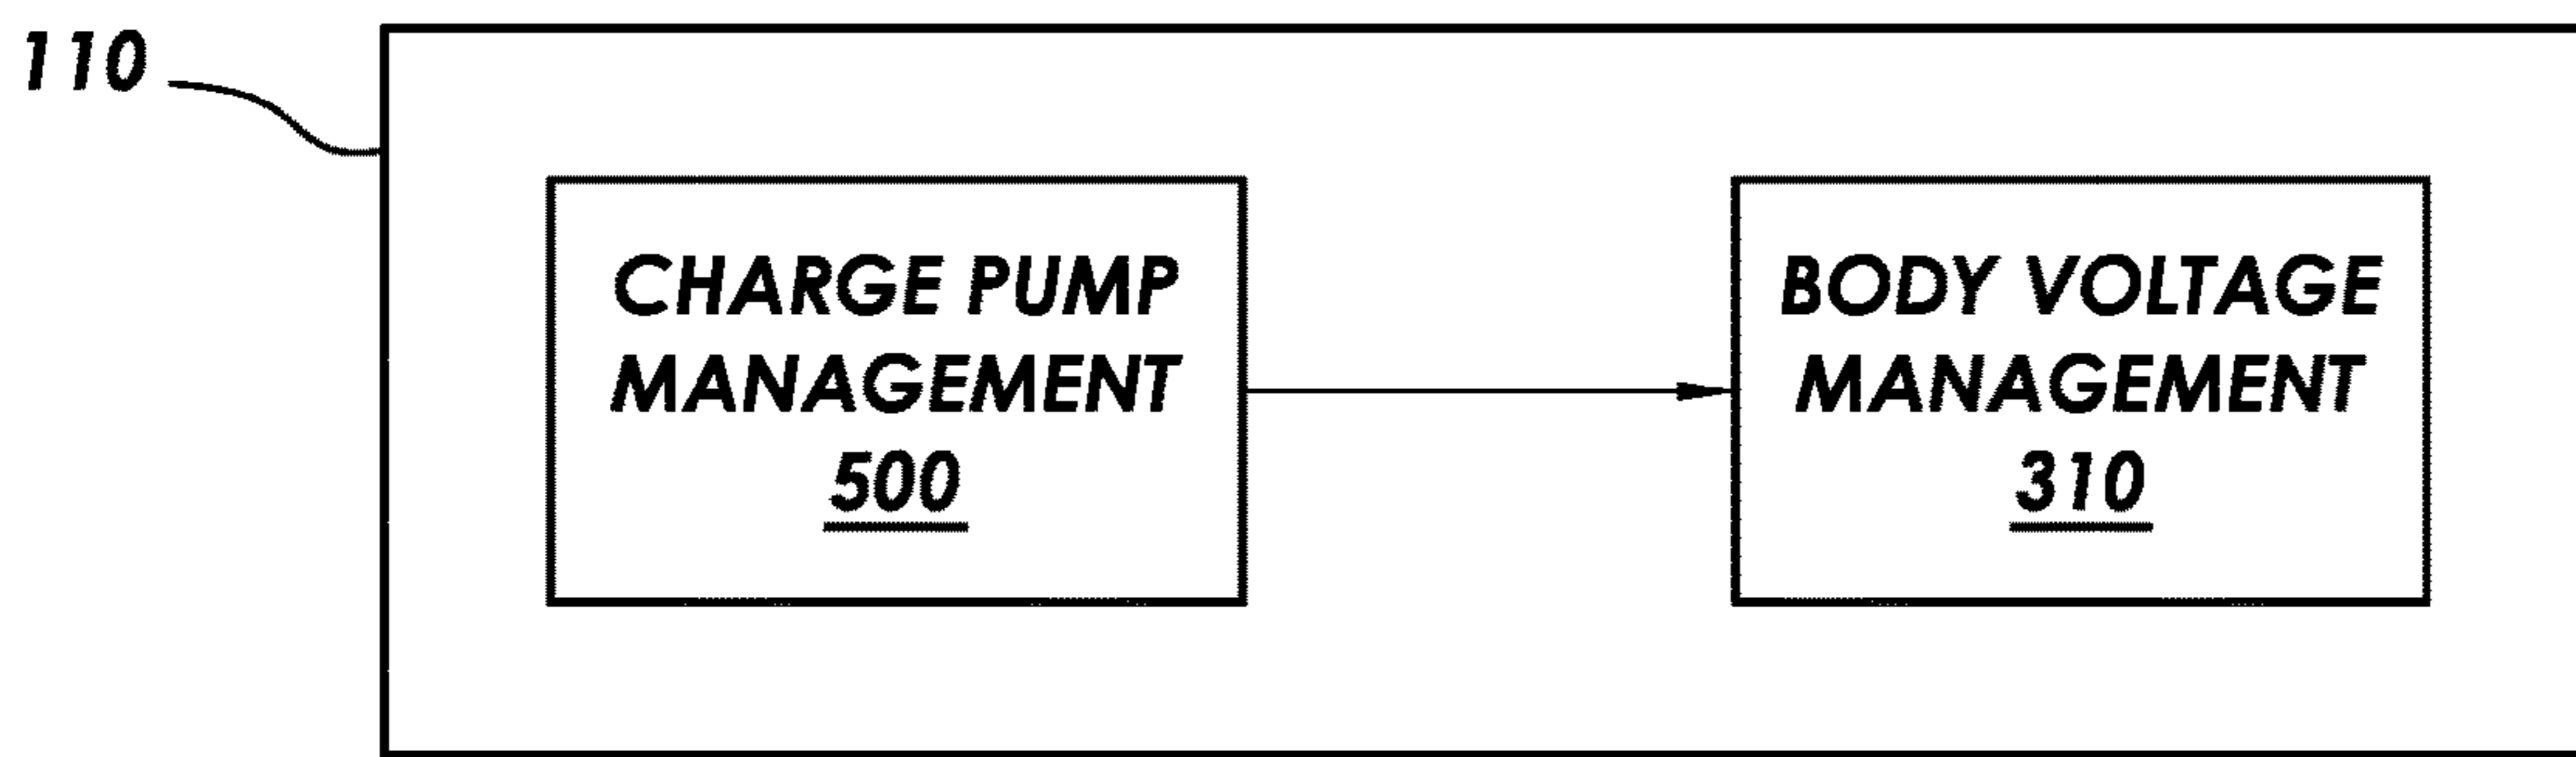 110
CHARGE PUMP
MANAGEMENT
500
BODY VOLTAGE
MANAGEMENT
310